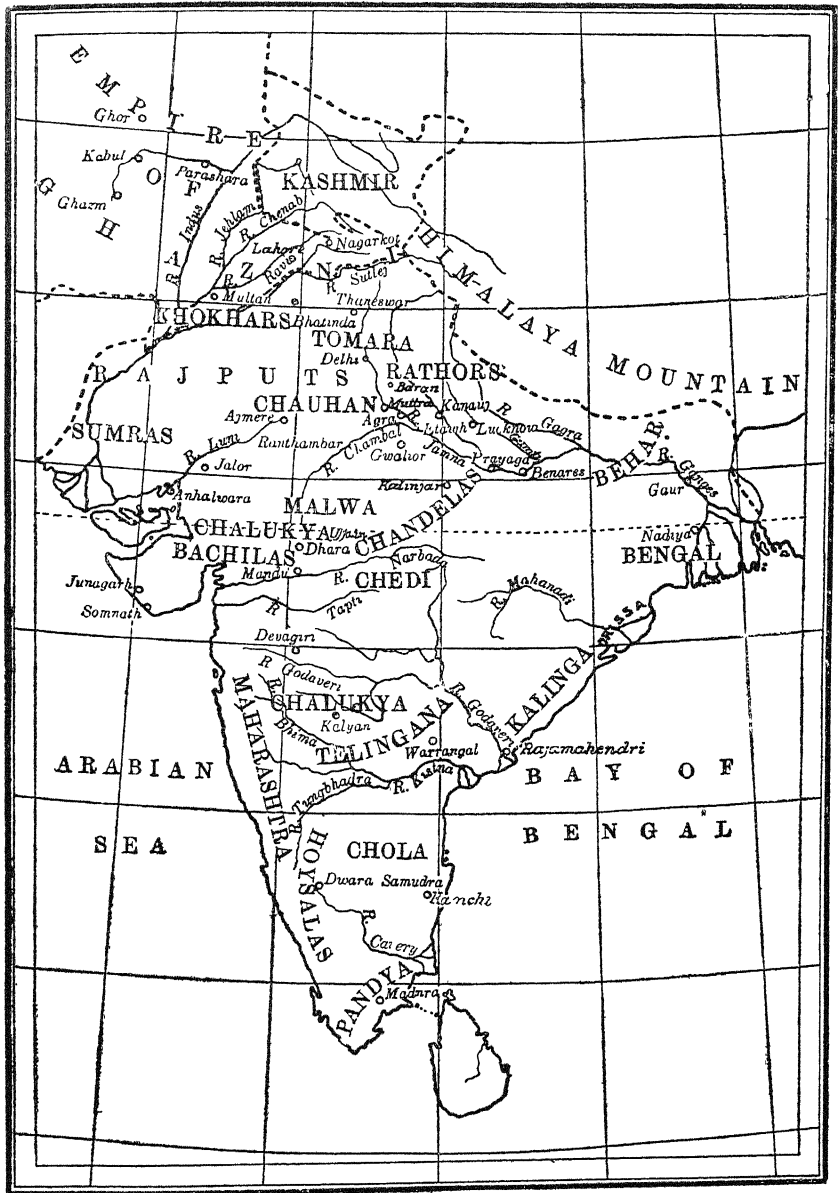 EMPIRE
OF
GHAZNI
Ghor
Kabul
Parashara
Ghazni
KASHMIR
R. Indus
R. Jehlam
R. Chenab
Lahore
Nagarkot
R. Ravi
R. Sutlej
HIMALAYA MOUNTAIN
Multan
Thaneswar
KHOKHARS
Bhatinda
TOMARA
Delhi
RATHORS
RAJPUTS
Baran
CHAUHAN
Muttra
Kanauj
Ajmere
Agra
R.
Etawh
Lucknow
R. Gogra
Gumti
SUMRAS
R. Luni
Ranthambar
R. Chambal
Gwalior
Jamna
Prayaga
Benares
BEHAR
R. Ganges
Gaur
Jalor
Kalinjar
Anhalwara
MALWA
CHANDELAS
CHALUKYA
Ujjain
BACHILAS
Dhara
Nadiya
BENGAL
Mandu
R. Narbada
CHEDI
Junagarh
Somnath
R. Tapti
R. Mahanadi
ORISSA
Devagiri
R. Godaveri
R. Godaveri
KALINGA
MAHARASHTRA
CHALUKYA
Kalyan
R. Bhima
TELINGANA
Warrangal
Rajamahendri
ARABIAN
SEA
BAY OF
BENGAL
R. Tungbhadra
R. Kistna
HOYSALAS
CHOLA
Dwara Samudra
Kanchi
R. Cavery
PANDYA
Madura